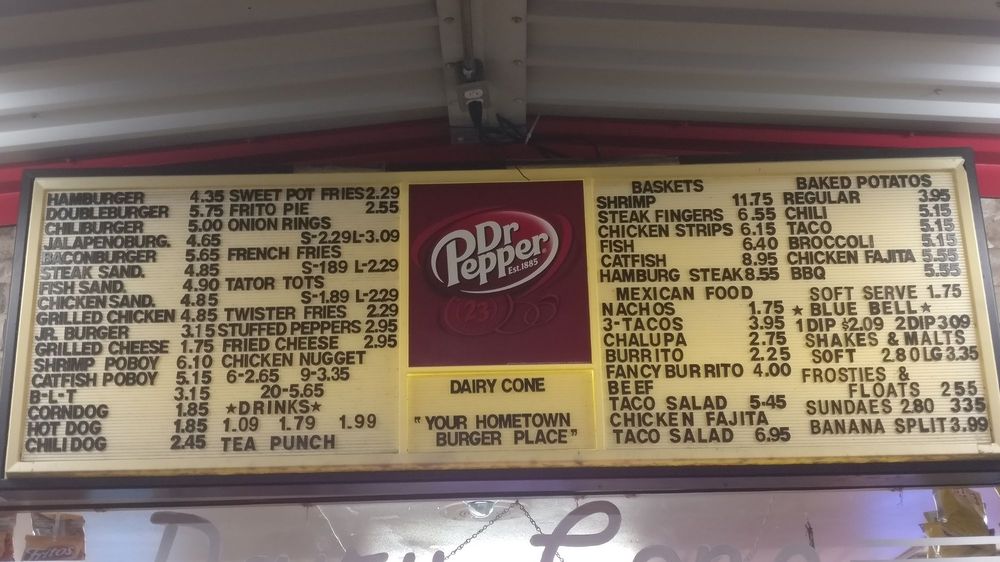 HAMBURGER 4.35
DOUBLEBURGER 5.75
CHILIBURGER 5.00
JALAPENOBURG. 4.65
BACONBURGER 5.65
STEAK SAND. 4.85
FISH SAND. 4.90
CHICKEN SAND. 4.85
GRILLED CHICKEN 4.85
JR. BURGER 3.15
GRILLED CHEESE 1.75
SHRIMP POBOY 6.10
CATFISH POBOY 5.15
B-L-T 3.15
CORNDOG 1.85
HOT DOG 1.85
CHILI DOG 2.45
SWEET POT FRIES 2.29
FRITO PIE 2.55
ONION RINGS
S-2.29 L-3.09
FRENCH FRIES
S-189 L-2.29
TATOR TOTS
S-1.89 L-2.29
TWISTER FRIES 2.29
STUFFED PEPPERS 2.95
FRIED CHEESE 2.95
CHICKEN NUGGET
6-2.65 9-3.35
20-5.65
★DRINKS★
1.09 1.79 1.99
TEA PUNCH
Dr Pepper
Est. 1885
23
DAIRY CONE
"YOUR HOMETOWN
BURGER PLACE"
BASKETS
SHRIMP 11.75
STEAK FINGERS 6.55
CHICKEN STRIPS 6.15
FISH 6.40
CATFISH 8.95
HAMBURG STEAK 8.55
MEXICAN FOOD
NACHOS 1.75
3-TACOS 3.95
CHALUPA 2.75
BURRITO 2.25
FANCY BURRITO 4.00
BEEF
TACO SALAD 5.45
CHICKEN FAJITA
TACO SALAD 6.95
BAKED POTATOS
REGULAR 3.95
CHILI 5.15
TACO 5.15
BROCCOLI 5.15
CHICKEN FAJITA 5.55
BBQ 5.55
SOFT SERVE 1.75
★ BLUE BELL ★
1 DIP $2.09 2 DIP 3.09
SHAKES & MALTS
SOFT 2.80 LG 3.35
FROSTIES &
FLOATS 2.55
SUNDAES 2.80 3.35
BANANA SPLIT 3.99
Dairy Cone
Fritos